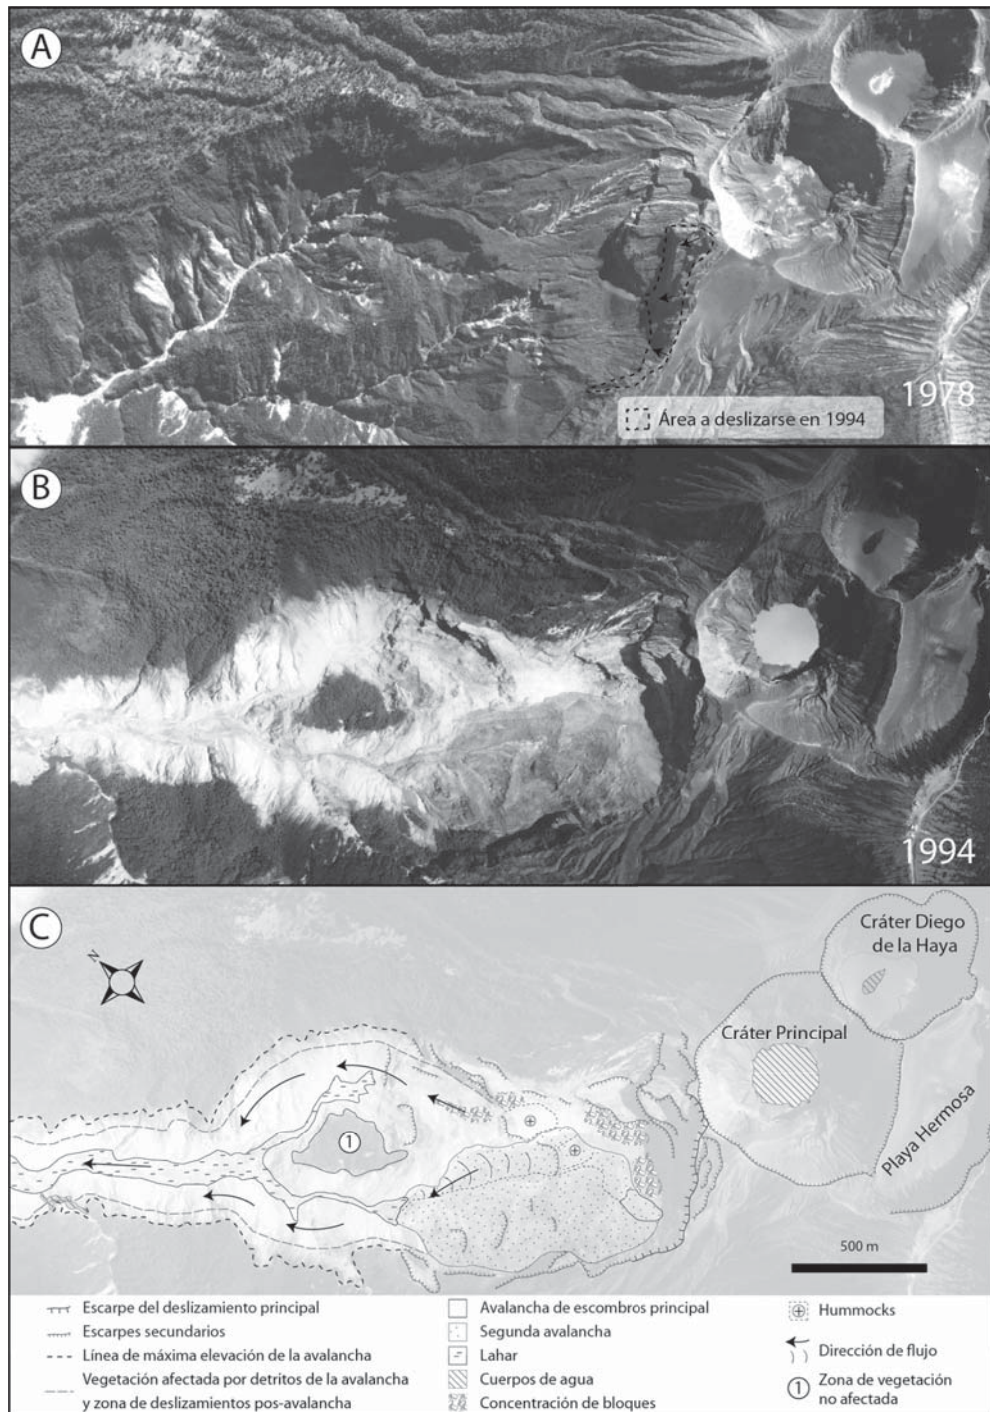 A
1978
Área a deslizarse en 1994
B
1994
C
N
Cráter Diego
de la Haya
Cráter Principal
Playa Hermosa
1
500 m
Escarpe del deslizamiento principal
Escarpes secundarios
Línea de máxima elevación de la avalancha
Vegetación afectada por detritos de la avalancha
y zona de deslizamientos pos-avalancha
Avalancha de escombros principal
Segunda avalancha
Lahar
Cuerpos de agua
Concentración de bloques
Hummocks
Dirección de flujo
1 Zona de vegetación
no afectada